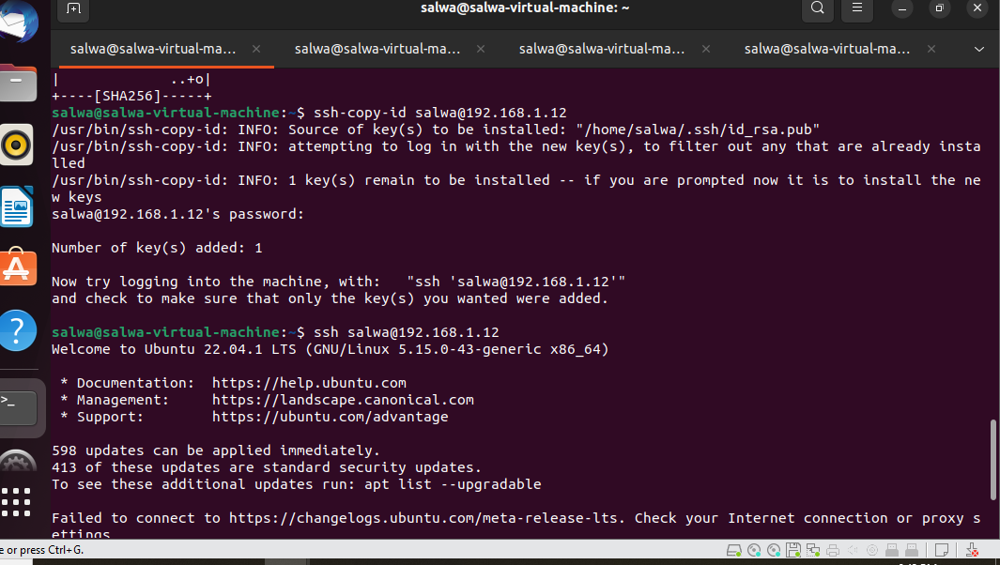 salwa@salwa-virtual-machine: ~
salwa@salwa-virtual-ma... × salwa@salwa-virtual-ma... × salwa@salwa-virtual-ma... × salwa@salwa-virtual-ma... ×
| ..+o|
+----[SHA256]-----+
salwa@salwa-virtual-machine:~$ ssh-copy-id salwa@192.168.1.12
/usr/bin/ssh-copy-id: INFO: Source of key(s) to be installed: "/home/salwa/.ssh/id_rsa.pub"
/usr/bin/ssh-copy-id: INFO: attempting to log in with the new key(s), to filter out any that are already insta
lled
/usr/bin/ssh-copy-id: INFO: 1 key(s) remain to be installed -- if you are prompted now it is to install the ne
w keys
salwa@192.168.1.12's password:
Number of key(s) added: 1
Now try logging into the machine, with: "ssh 'salwa@192.168.1.12'"
and check to make sure that only the key(s) you wanted were added.
salwa@salwa-virtual-machine:~$ ssh salwa@192.168.1.12
Welcome to Ubuntu 22.04.1 LTS (GNU/Linux 5.15.0-43-generic x86_64)
* Documentation: https://help.ubuntu.com
* Management: https://landscape.canonical.com
* Support: https://ubuntu.com/advantage
598 updates can be applied immediately.
413 of these updates are standard security updates.
To see these additional updates run: apt list --upgradable
Failed to connect to https://changelogs.ubuntu.com/meta-release-lts. Check your Internet connection or proxy s
ettings
e or press Ctrl+G.